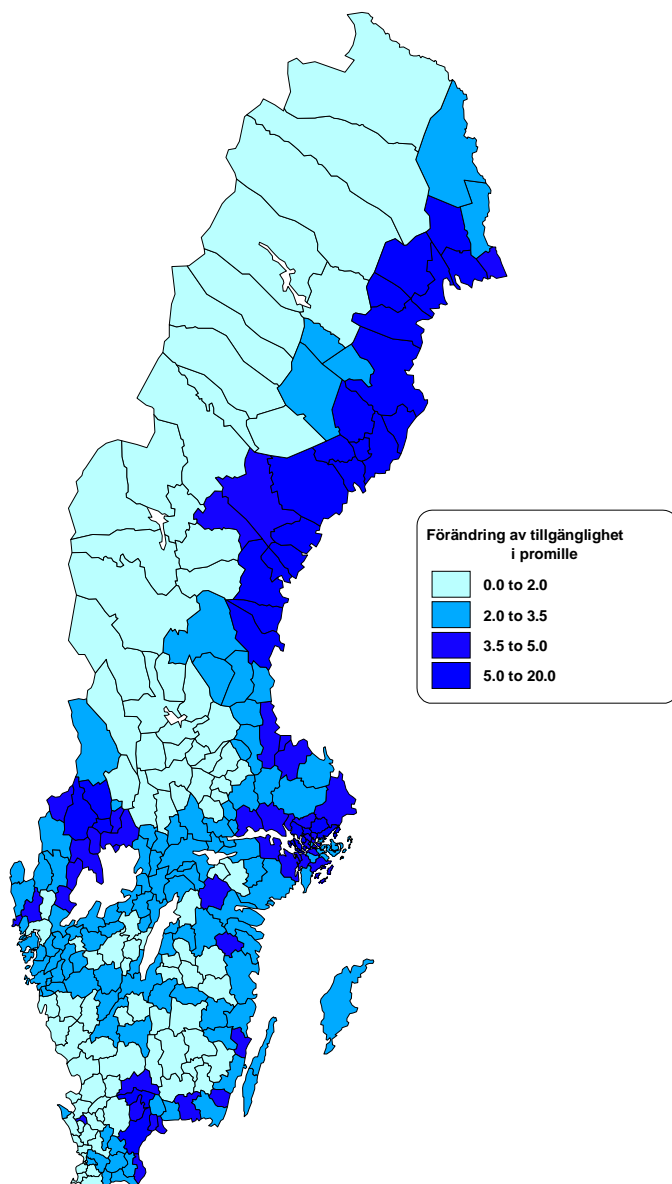 Förändring av tillgänglighet
i promille
0.0 to 2.0
2.0 to 3.5
3.5 to 5.0
5.0 to 20.0